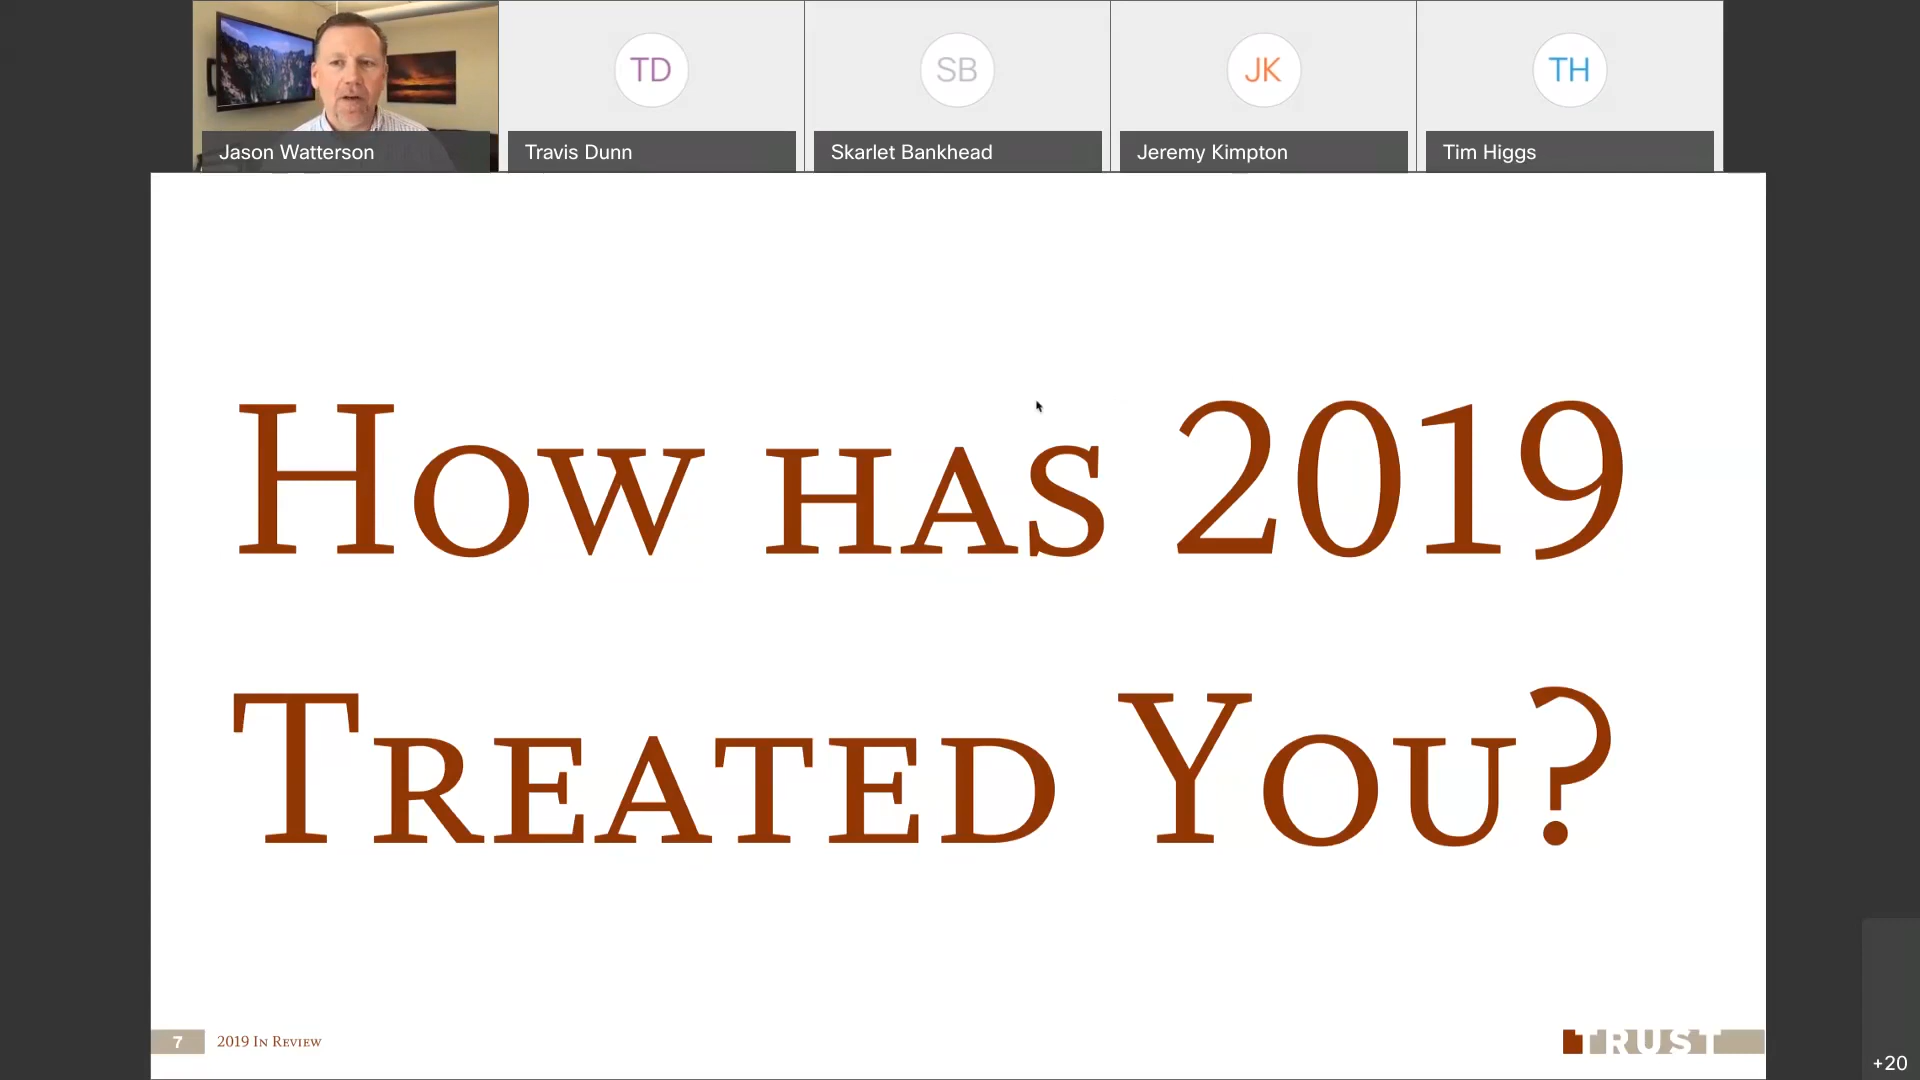 TD
SB
JK
TH
Jason Watterson
Travis Dunn
Skarlet Bankhead
Jeremy Kimpton
Tim Higgs
How has 2019
Treated You?
7
2019 In Review
TRUST
+20